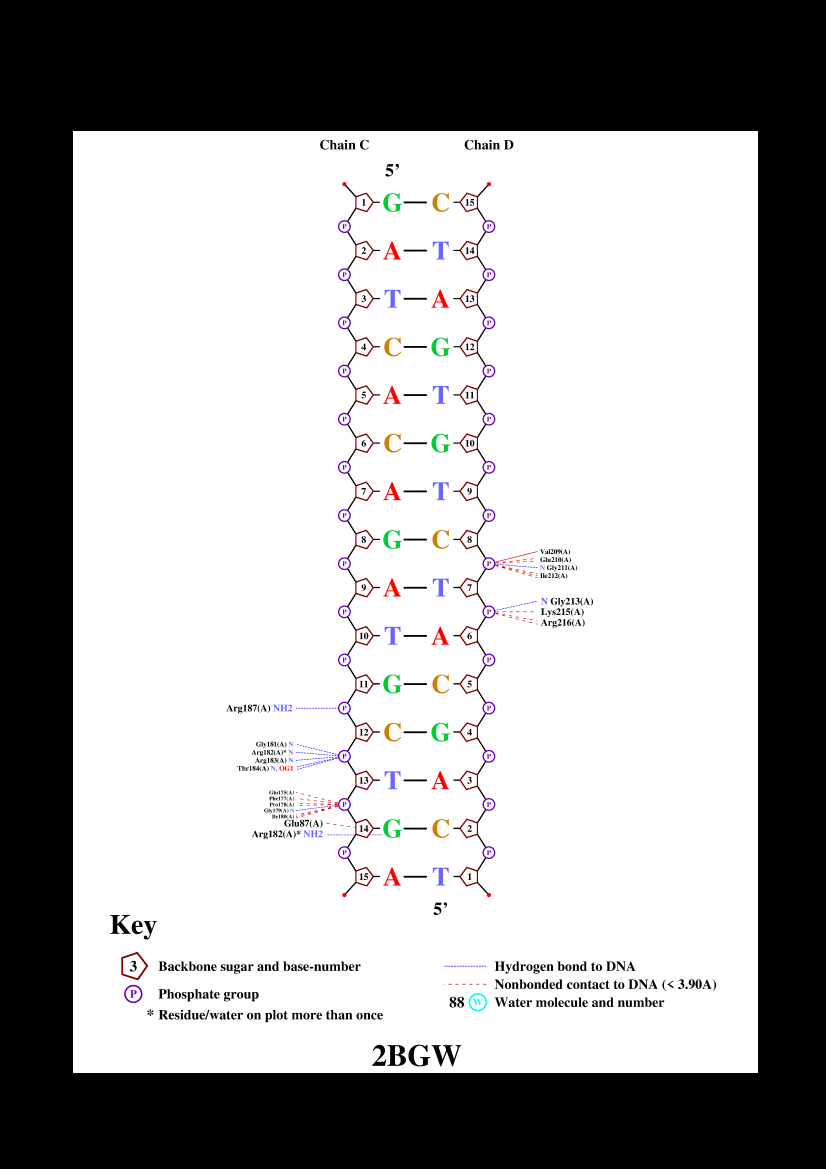 Chain C Chain D
5’
1 G C 15
P P
2 A T 14
P P
3 T A 13
P P
4 C G 12
P P
5 A T 11
P P
6 C G 10
P P
7 A T 9
P P
8 G C 8
Val209(A)
Glu210(A)
P P N Gly211(A)
Ile212(A)
9 A T 7
N Gly213(A)
P P Lys215(A)
Arg216(A)
10 T A 6
P P
11 G C 5
Arg187(A) NH2 P P
12 C G 4
Gly181(A) N
Arg182(A)* N
P P
Arg183(A) N
Thr184(A) N, OG1
13 T A 3
Phe177(A)
Pro178(A)
P P
Gly179(A) N
Ile180(A)
Glu87(A)
14 G C 2
Arg182(A)* NH2
P P
15 A T 1
5’
Key
3 Backbone sugar and base-number
P Phosphate group
* Residue/water on plot more than once
Hydrogen bond to DNA
Nonbonded contact to DNA (< 3.90A)
88 W Water molecule and number
2BGW